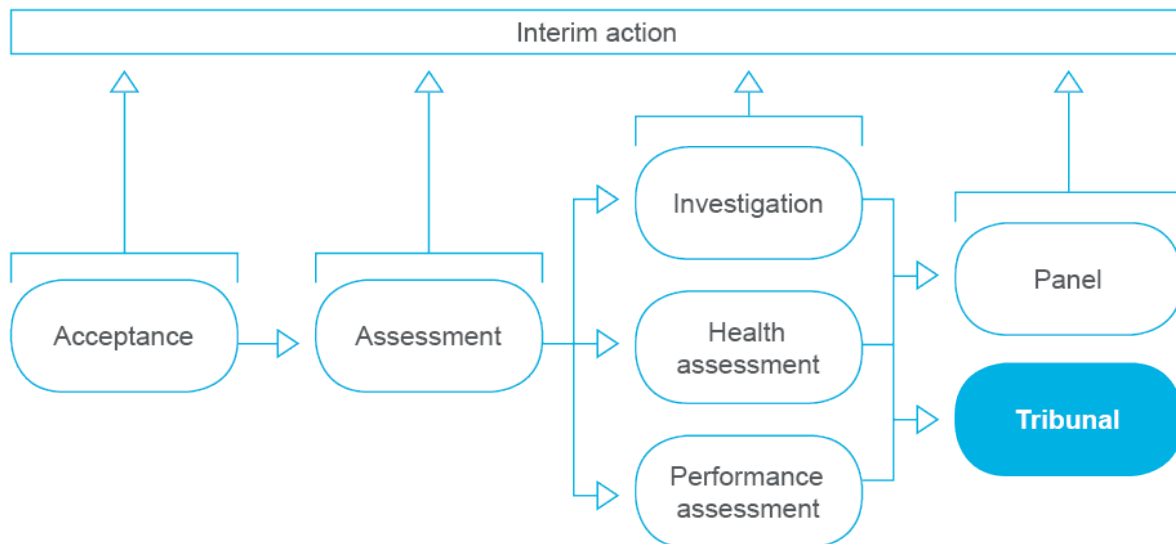 Interim action
Acceptance
Assessment
Investigation
Health
assessment
Performance
assessment
Panel
Tribunal